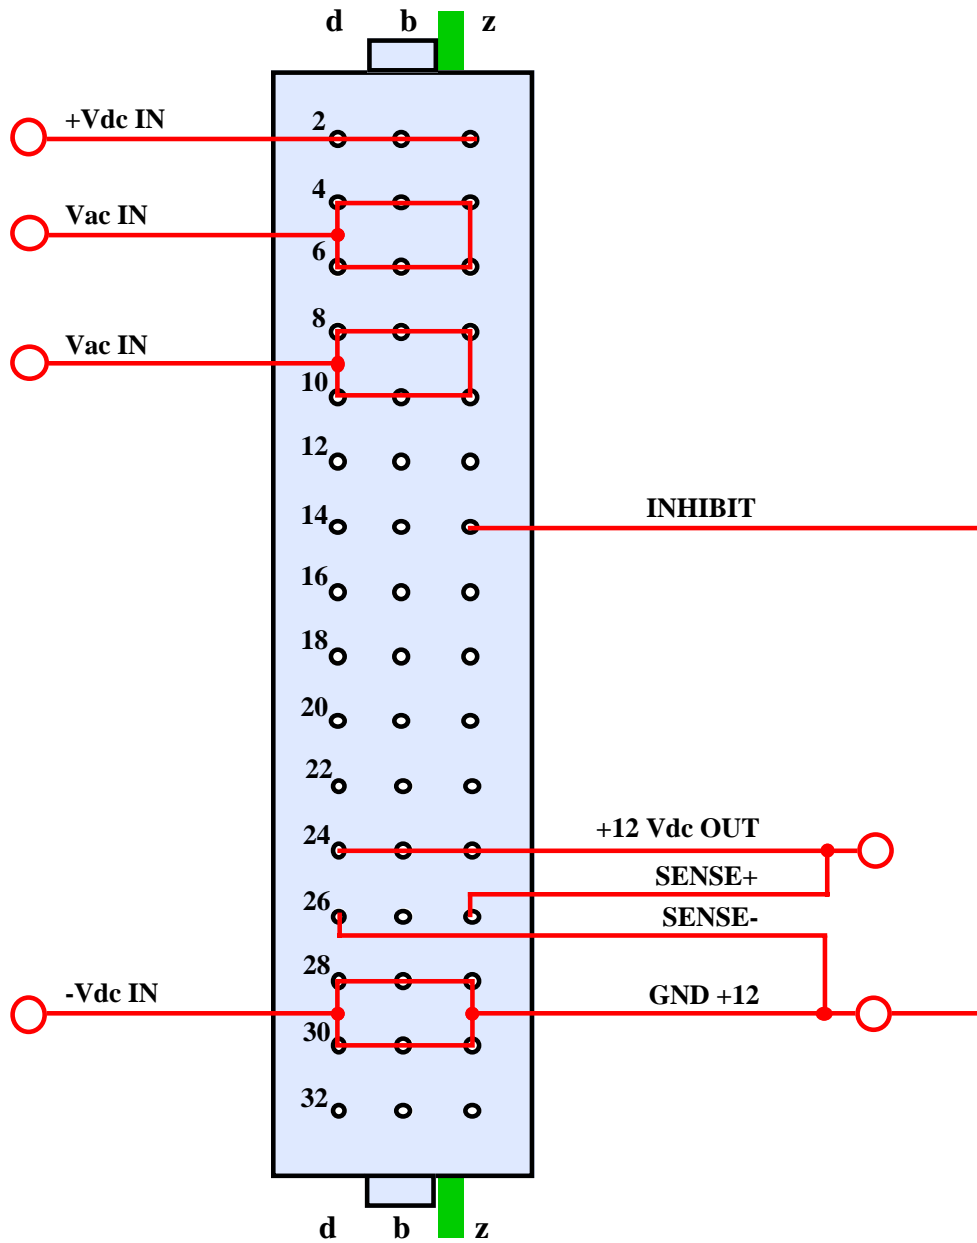 d b z
+Vdc IN
2
4
Vac IN
6
8
Vac IN
10
12
14
INHIBIT
16
18
20
22
24
+12 Vdc OUT
SENSE+
26
SENSE-
28
-Vdc IN
GND +12
30
32
d b z